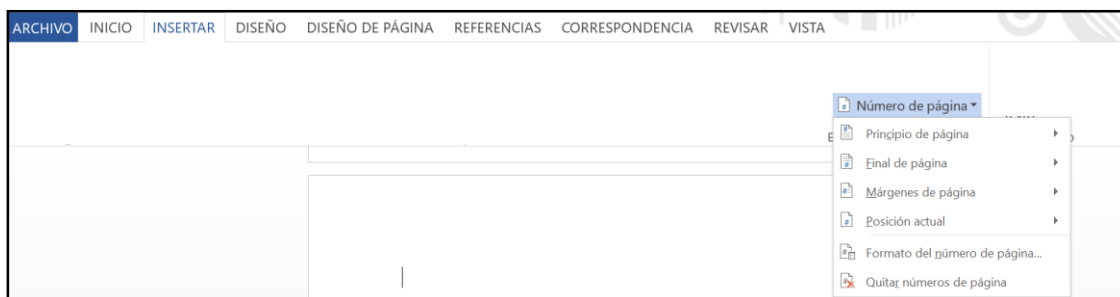 ARCHIVO INICIO INSERTAR DISEÑO DISEÑO DE PÁGINA REFERENCIAS CORRESPONDENCIA REVISAR VISTA
Número de página
Principio de página
Final de página
Márgenes de página
Posición actual
Formato del número de página...
Quitar números de página